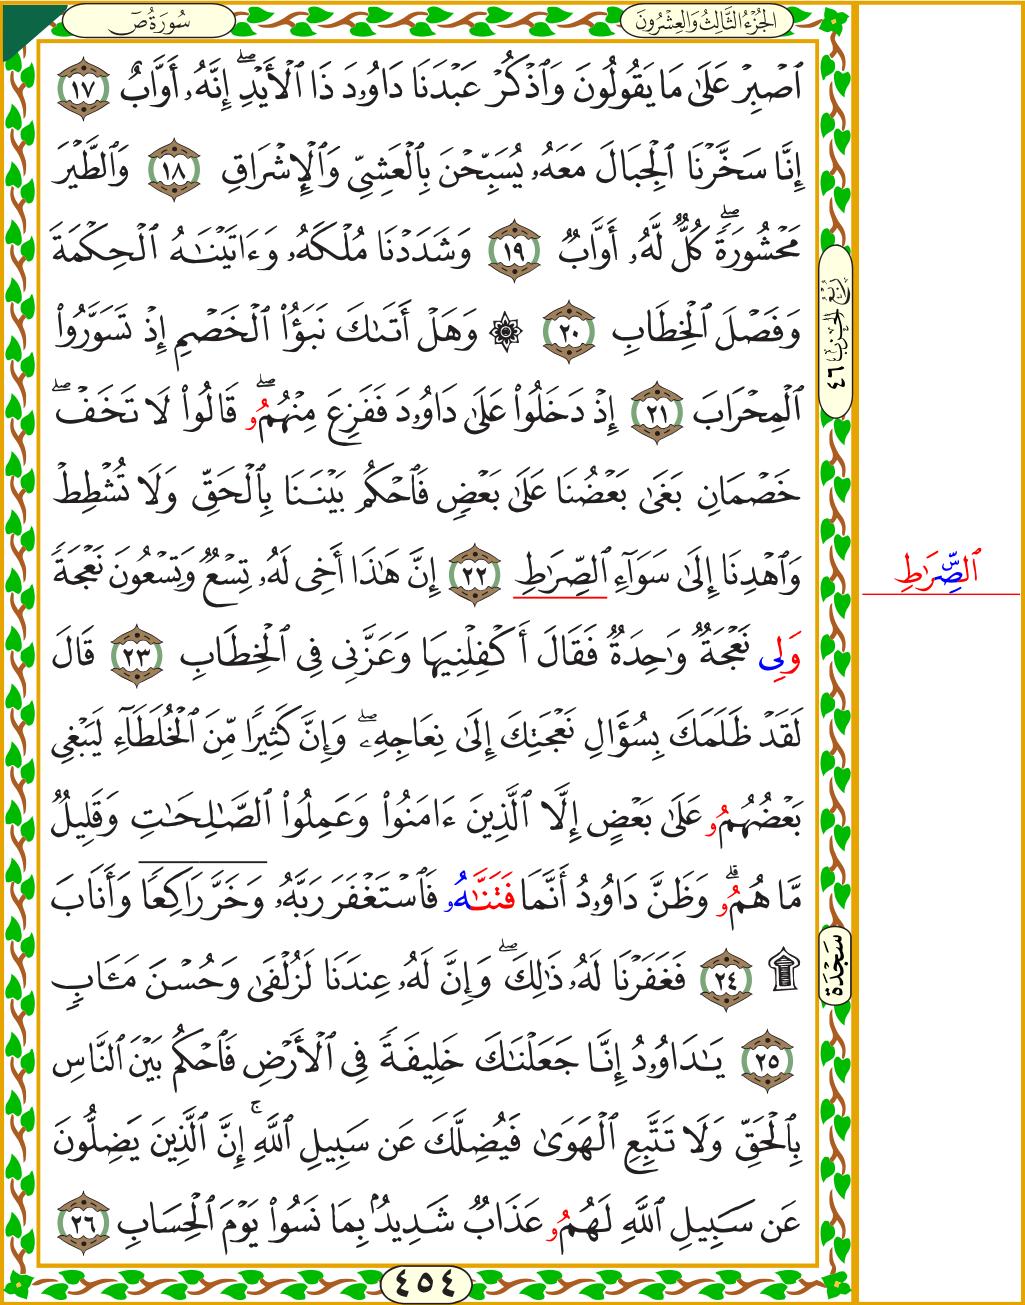 سُورَةُ صٓ
الجُزْءُ الثَّالِثُ وَالعِشْرُونَ
ٱصۡبِرۡ عَلَىٰ مَا يَقُولُونَ وَٱذۡكُرۡ عَبۡدَنَا دَاوُۥدَ ذَا ٱلۡأَيۡدِۖ إِنَّهُۥٓ أَوَّابٌ ١٧
إِنَّا سَخَّرۡنَا ٱلۡجِبَالَ مَعَهُۥ يُسَبِّحۡنَ بِٱلۡعَشِيِّ وَٱلۡإِشۡرَاقِ ١٨ وَٱلطَّيۡرَ
مَحۡشُورَةٗۖ كُلّٞ لَّهُۥٓ أَوَّابٞ ١٩ وَشَدَدۡنَا مُلۡكَهُۥ وَءَاتَيۡنَٰهُ ٱلۡحِكۡمَةَ
وَفَصۡلَ ٱلۡخِطَابِ ٢٠ ۞ وَهَلۡ أَتَىٰكَ نَبَؤُاْ ٱلۡخَصۡمِ إِذۡ تَسَوَّرُواْ
ٱلۡمِحۡرَابَ ٢١ إِذۡ دَخَلُواْ عَلَىٰ دَاوُۥدَ فَفَزِعَ مِنۡهُمُۥۖ قَالُواْ لَا تَخَفۡۖ
خَصۡمَانِ بَغَىٰ بَعۡضُنَا عَلَىٰ بَعۡضٖ فَٱحۡكُم بَيۡنَنَا بِٱلۡحَقِّ وَلَا تُشۡطِطۡ
وَٱهۡدِنَآ إِلَىٰ سَوَآءِ ٱلصِّرَٰطِ ٢٢ إِنَّ هَٰذَآ أَخِي لَهُۥ تِسۡعٞ وَتِسۡعُونَ نَعۡجَةٗ
وَلِي نَعۡجَةٞ وَٰحِدَةٞ فَقَالَ أَكۡفِلۡنِيهَا وَعَزَّنِي فِي ٱلۡخِطَابِ ٢٣ قَالَ
لَقَدۡ ظَلَمَكَ بِسُؤَالِ نَعۡجَتِكَ إِلَىٰ نِعَاجِهِۦۖ وَإِنَّ كَثِيرٗا مِّنَ ٱلۡخُلَطَآءِ لَيَبۡغِي
بَعۡضُهُمُۥ عَلَىٰ بَعۡضٍ إِلَّا ٱلَّذِينَ ءَامَنُواْ وَعَمِلُواْ ٱلصَّٰلِحَٰتِ وَقَلِيلٞ
مَّا هُمُۥۗ وَظَنَّ دَاوُۥدُ أَنَّمَا فَتَنَّٰهُۥ فَٱسۡتَغۡفَرَ رَبَّهُۥ وَخَرَّ رَاكِعٗا وَأَنَابَ
۩ ٢٤ فَغَفَرۡنَا لَهُۥ ذَٰلِكَۖ وَإِنَّ لَهُۥ عِندَنَا لَزُلۡفَىٰ وَحُسۡنَ مَـَٔابٖ
٢٥ يَٰدَاوُۥدُ إِنَّا جَعَلۡنَٰكَ خَلِيفَةٗ فِي ٱلۡأَرۡضِ فَٱحۡكُم بَيۡنَ ٱلنَّاسِ
بِٱلۡحَقِّ وَلَا تَتَّبِعِ ٱلۡهَوَىٰ فَيُضِلَّكَ عَن سَبِيلِ ٱللَّهِۚ إِنَّ ٱلَّذِينَ يَضِلُّونَ
عَن سَبِيلِ ٱللَّهِ لَهُمُۥ عَذَابٞ شَدِيدُۢ بِمَا نَسُواْ يَوۡمَ ٱلۡحِسَابِ ٢٦
رُبْعُ الحِزْب ٤٦
ٱلصِّرَٰطِ
سَجْدَة
٤٥٤